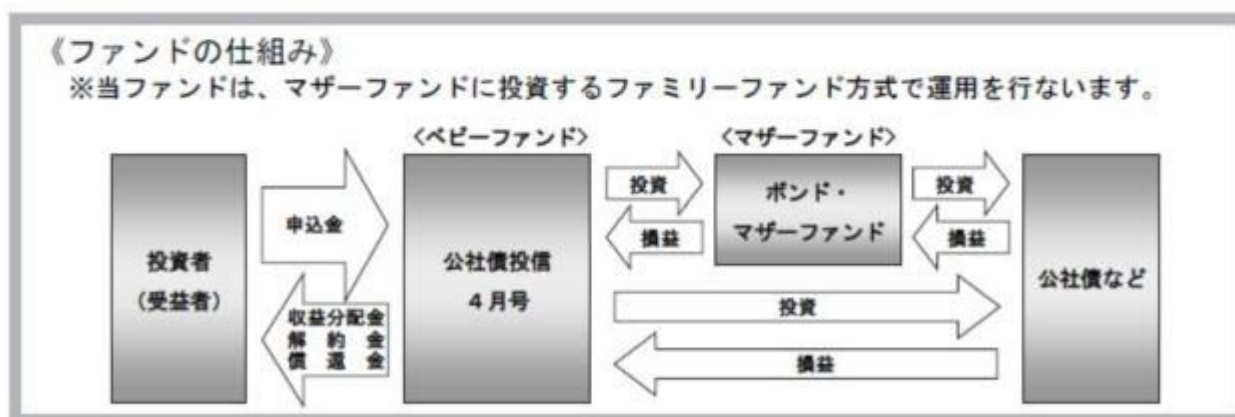 《ファンドの仕組み》
※当ファンドは、マザーファンドに投資するファミリーファンド方式で運用を行ないます。
〈ベビーファンド〉
〈マザーファンド〉
投資者
（受益者）
申込金
収益分配金
解約金
償還金
公社債投信
４月号
投資
損益
ボンド・
マザーファンド
投資
損益
投資
損益
公社債など